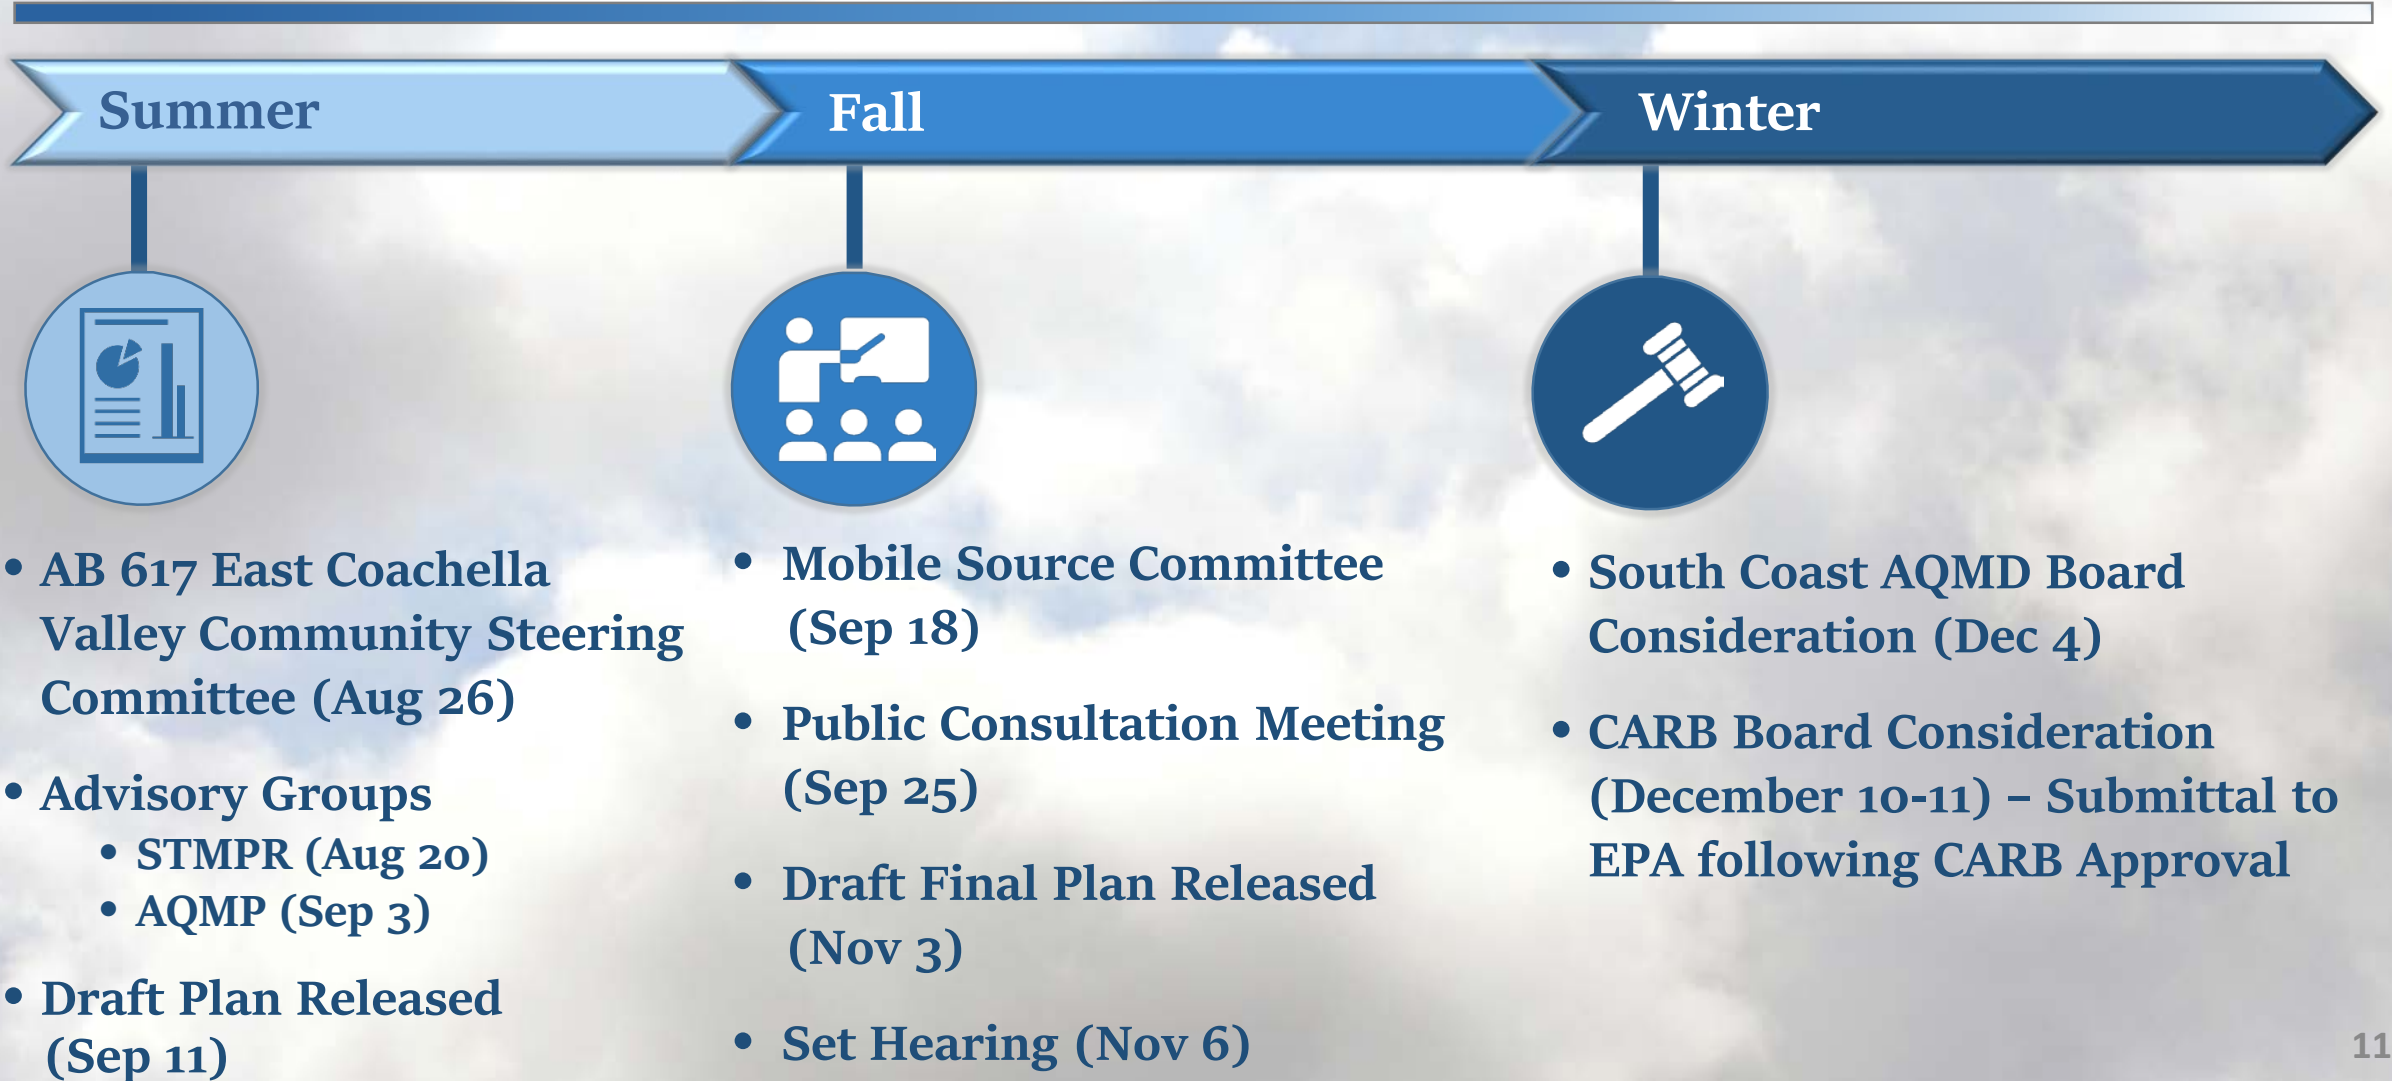 Summer
Fall
Winter
• AB 617 East Coachella
Valley Community Steering
Committee (Aug 26)
• Advisory Groups
• STMPR (Aug 20)
• AQMP (Sep 3)
• Draft Plan Released
(Sep 11)
• Mobile Source Committee
(Sep 18)
• Public Consultation Meeting
(Sep 25)
• Draft Final Plan Released
(Nov 3)
• Set Hearing (Nov 6)
• South Coast AQMD Board
Consideration (Dec 4)
• CARB Board Consideration
(December 10-11) – Submittal to
EPA following CARB Approval
11